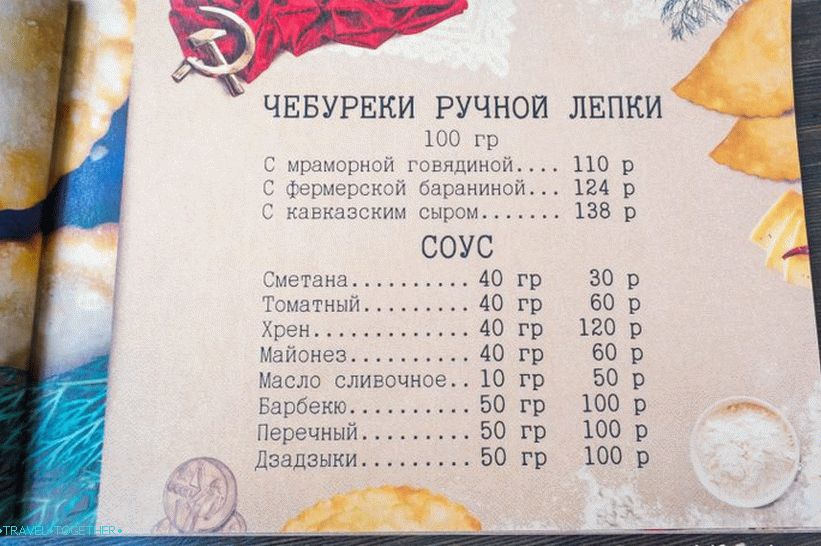 ЧЕБУРЕКИ РУЧНОЙ ЛЕПКИ
100 гр
С мраморной говядиной.... 110 р
С фермерской бараниной... 124 р
С кавказским сыром....... 138 р
СОУС
Сметана.......... 40 гр 30 р
Томатный......... 40 гр 60 р
Хрен............. 40 гр 120 р
Майонез.......... 40 гр 60 р
Масло сливочное.. 10 гр 50 р
Барбекю.......... 50 гр 100 р
Перечный......... 50 гр 100 р
Дзадзыки......... 50 гр 100 р
•TRAVEL•TOGETHER•